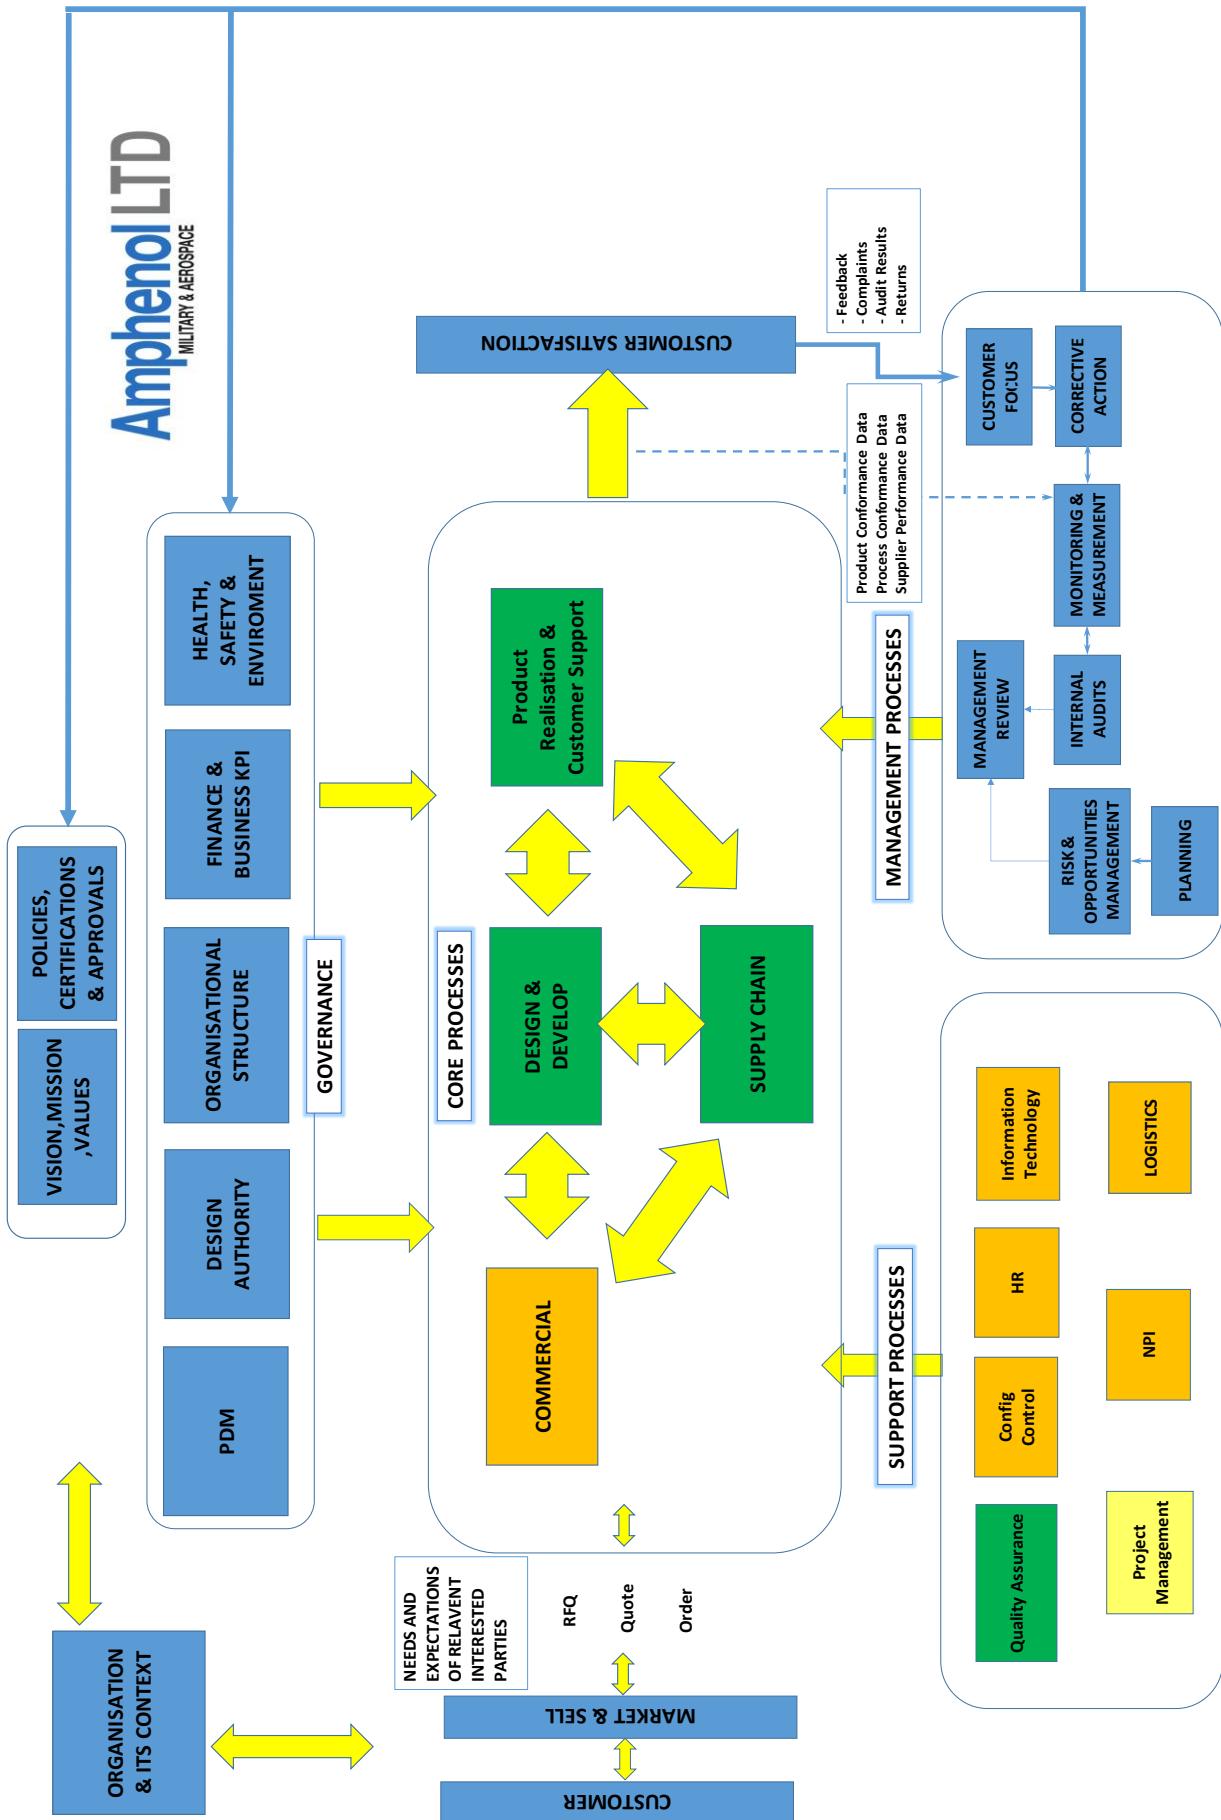 Amphenol LTD
MILITARY & AEROSPACE
ORGANISATION
& ITS CONTEXT
VISION,MISSION
,VALUES
POLICIES,
CERTIFICATIONS
& APPROVALS
PDM
DESIGN
AUTHORITY
ORGANISATIONAL
STRUCTURE
FINANCE &
BUSINESS KPI
HEALTH,
SAFETY &
ENVIROMENT
GOVERNANCE
CUSTOMER
MARKET & SELL
NEEDS AND
EXPECTATIONS
OF RELAVENT
INTERESTED
PARTIES
RFQ
Quote
Order
CORE PROCESSES
COMMERCIAL
DESIGN &
DEVELOP
Product
Realisation &
Customer Support
SUPPLY CHAIN
CUSTOMER SATISFACTION
- Feedback
- Complaints
- Audit Results
- Returns
Product Conformance Data
Process Conformance Data
Supplier Performance Data
SUPPORT PROCESSES
Quality Assurance
Config
Control
HR
Information
Technology
Project
Management
NPI
LOGISTICS
MANAGEMENT PROCESSES
MANAGEMENT
REVIEW
CUSTOMER
FOCUS
RISK &
OPPORTUNITIES
MANAGEMENT
INTERNAL
AUDITS
MONITORING &
MEASUREMENT
CORRECTIVE
ACTION
PLANNING